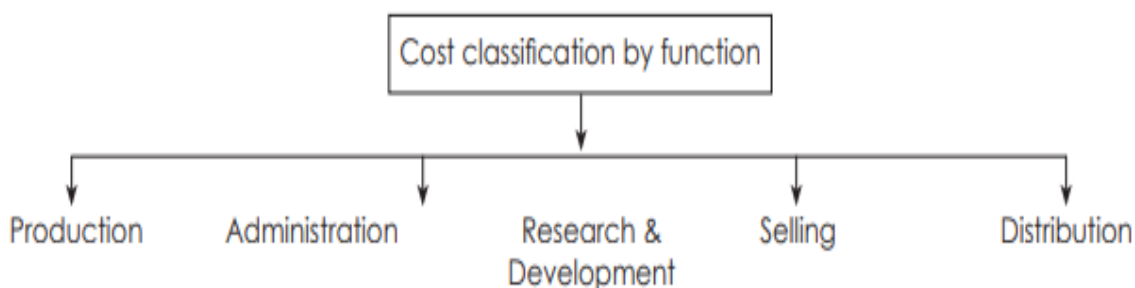 Cost classification by function
Production
Administration
Research &
Development
Selling
Distribution